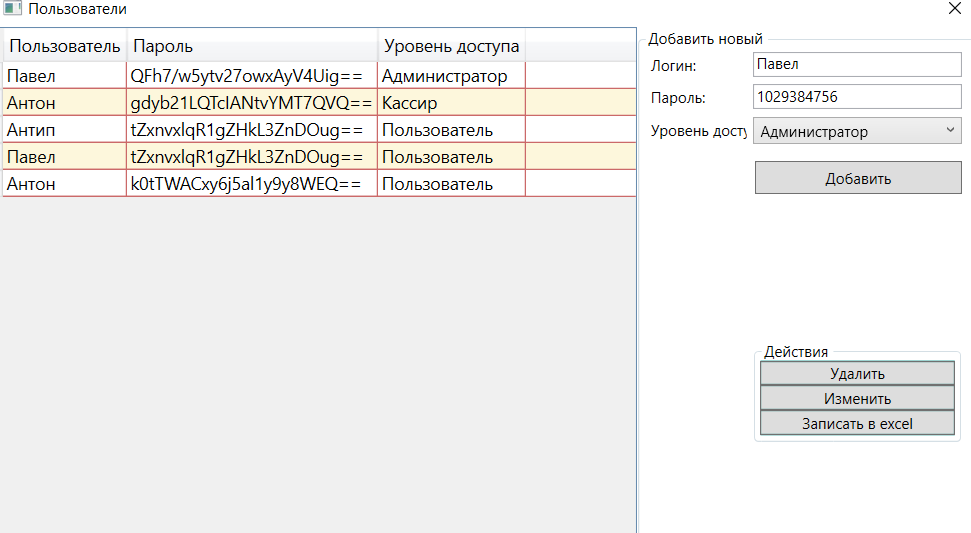 Пользователи
Пользователь Пароль Уровень доступа
Павел QFh7/w5ytv27owxAyV4Uig== Администратор
Антон gdyb21LQTcIANtvYMT7QVQ== Кассир
Антип tZxnvxlqR1gZHkL3ZnDOug== Пользователь
Павел tZxnvxlqR1gZHkL3ZnDOug== Пользователь
Антон k0tTWACxy6j5al1y9y8WEQ== Пользователь
Добавить новый
Логин: Павел
Пароль: 1029384756
Уровень досту Администратор
Добавить
Действия
Удалить
Изменить
Записать в excel